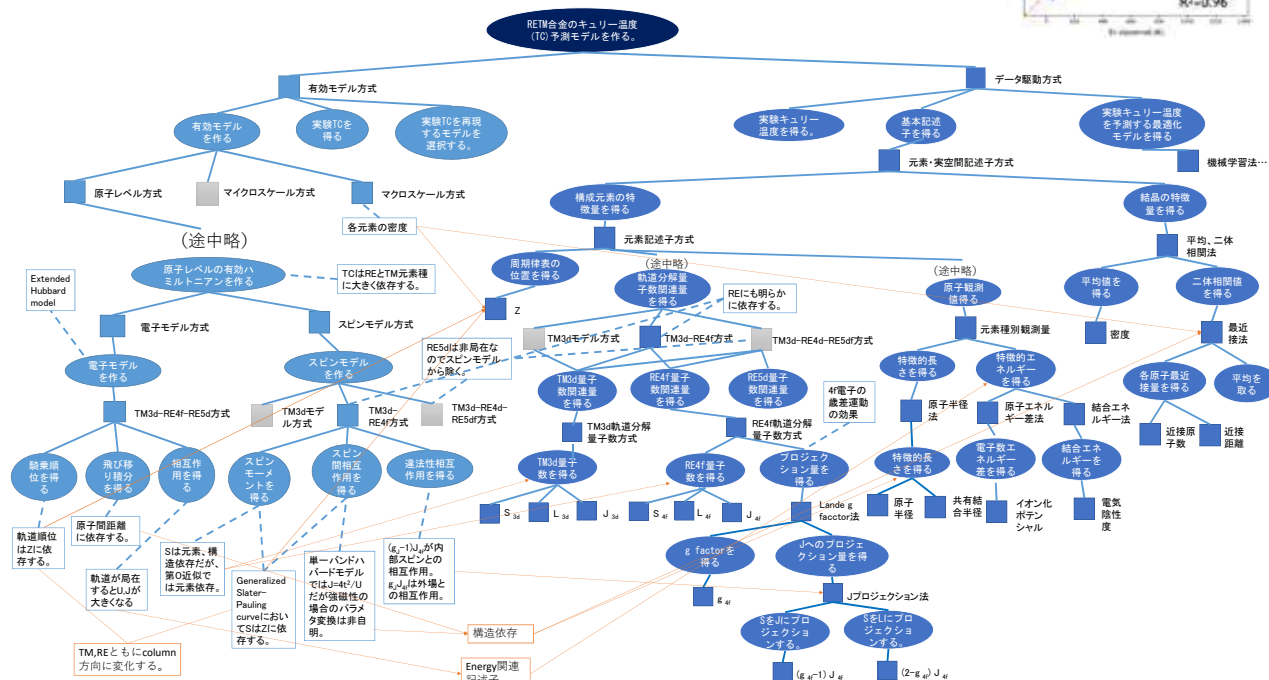 R²=0.96
RETM合金のキュリー温度
(TC)予測モデルを作る。
有効モデル方式
データ駆動方式
有効モデル
を作る
実験TCを
得る
実験TCを再現
するモデルを
選択する。
実験キュリー
温度を得る。
基本記述
子を得る
実験キュリー温度
を予測する最適化
モデルを得る
元素・実空間記述子方式
機械学習法…
原子レベル方式
マイクロスケール方式
マクロスケール方式
構成元素の特
徴量を得る
結晶の特徴
量を得る
各元素の密度
(途中略)
元素記述子方式
平均、二体
相関法
Extended
Hubbard
model
原子レベルの有効ハ
ミルトニアンを作る
TCはREとTM元素種
に大きく依存する。
周期律表の
位置を得る
(途中略)
軌道分解量
子数関連量
を得る
(途中略)
原子観測
値得る
平均値を
得る
二体相関値
を得る
REにも明らか
に依存する。
Z
電子モデル方式
スピンモデル方式
TM3dモデル方式
TM3d-RE4f方式
TM3d-RE4d-RE5df方式
元素種別観測量
密度
最近
接法
RE5dは非局在な
のでスピンモデル
から除く。
電子モデル
を作る
スピンモデル
を作る
TM3d量子
数関連量
を得る
RE4f量子
数関連量
を得る
RE5d量子
数関連量
を得る
特徴的長
さを得る
特徴的エ
ネルギー
を得る
各原子最近
接量を得る
平均を
取る
4f電子の
歳差運動
の効果
TM3d-RE4f-RE5d方式
TM3dモデ
ル方式
TM3d-
RE4f方式
TM3d-RE4d-
RE5df方式
TM3d軌道分解
量子数方式
RE4f軌道分解
量子数方式
原子半径
法
原子エネル
ギー差法
結合エネ
ルギー法
近接原
子数
近接
距離
騎乗順
位を得
る
飛び移
り積分
を得る
相互作
用を得
る
スピン
モーメ
ントを
得る
スピン
間相互
作用を
得る
違法性相互
作用を得る
TM3d量子
数を得る
RE4f量子
数を得る
プロジェク
ション量を
得る
特徴的長
さを得る
電子数エ
ネルギー
差を得る
結合エネ
ルギーを
得る
S 3d
L 3d
J 3d
S 4f
L 4f
J 4f
Lande g
facctor法
原子
半径
共有結
合半径
イオン化
ポテン
シャル
電気
陰性
度
軌道順位
はZに依
存する。
原子間距離
に依存する。
軌道が局在
するとU,Jが
大きくなる
Sは元素、構
造依存だが、
第0近似で
は元素依存。
Generalized
Slater-
Pauling
curveにおい
てSはZに依
存する。
単一バンドハ
バードモデル
ではJ=4t²/U
だが強磁性の
場合のパラメ
タ変換は非自
明。
(gJ-1)J4fが内
部スピンとの
相互作用。
gJJ4fは外場と
の相互作用。
g factorを
得る
Jへのプロジェ
クション量を得
る
g 4f
Jプロジェクション法
TM,REともにcolumn
方向に変化する。
構造依存
Energy関連
記述子
SをJにプロ
ジェクショ
ンする。
SをLにプロ
ジェクショ
ンする。
(g 4f-1) J 4f
(2-g 4f) J 4f